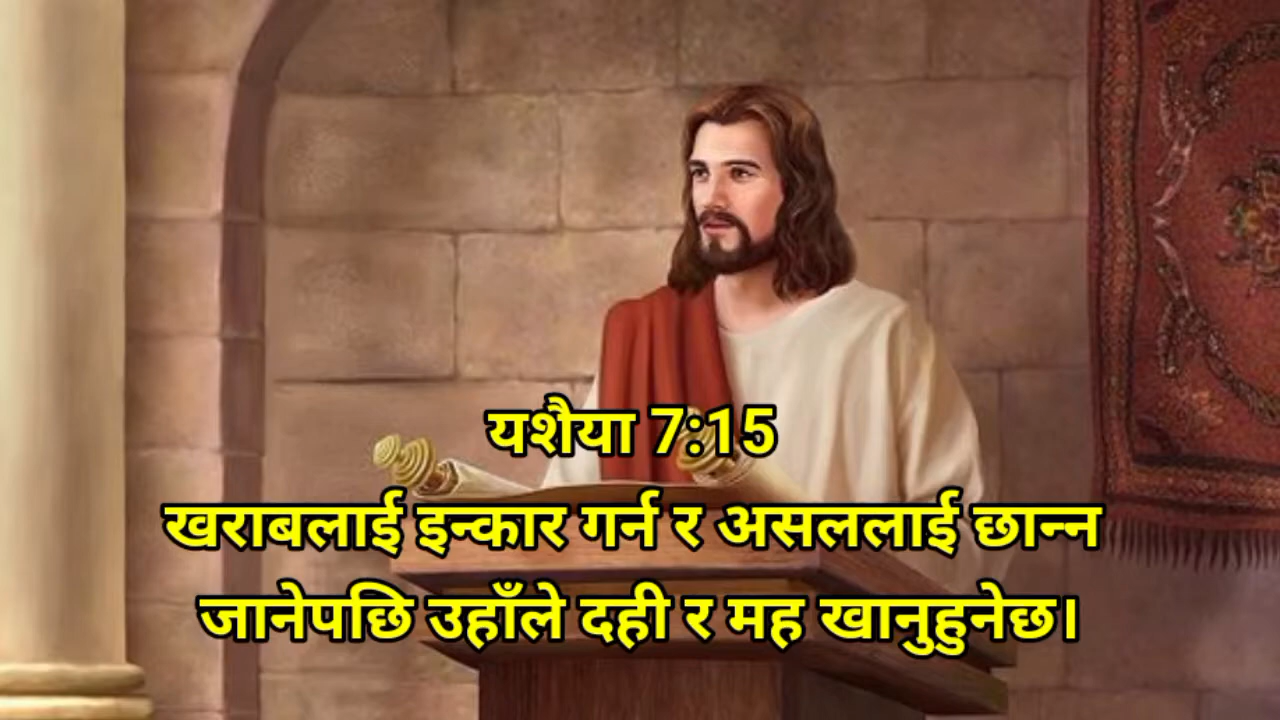 यशैया 7:15
खराबलाई इन्कार गर्न र असललाई छान्न
जानेपछि उहाँले दही र मह खानुहुनेछ।